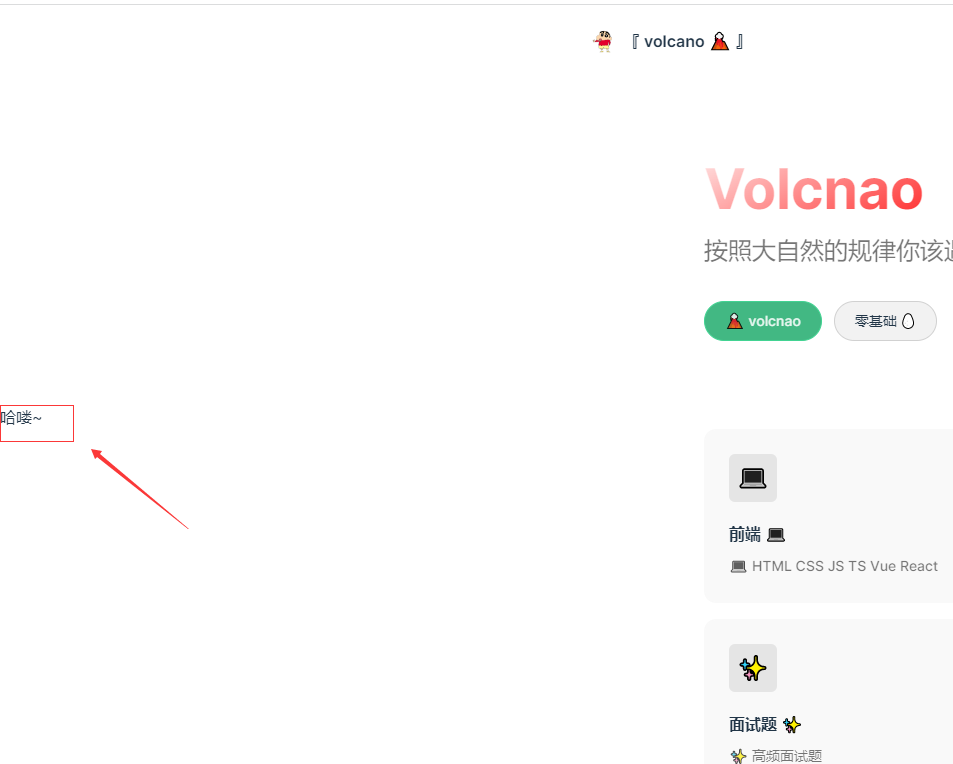 『 volcano 🌋 』
Volcnao
按照大自然的规律你该
🌋 volcnao
零基础 🥚
哈喽~
前端 💻
💻 HTML CSS JS TS Vue React
面试题 ✨
✨ 高频面试题